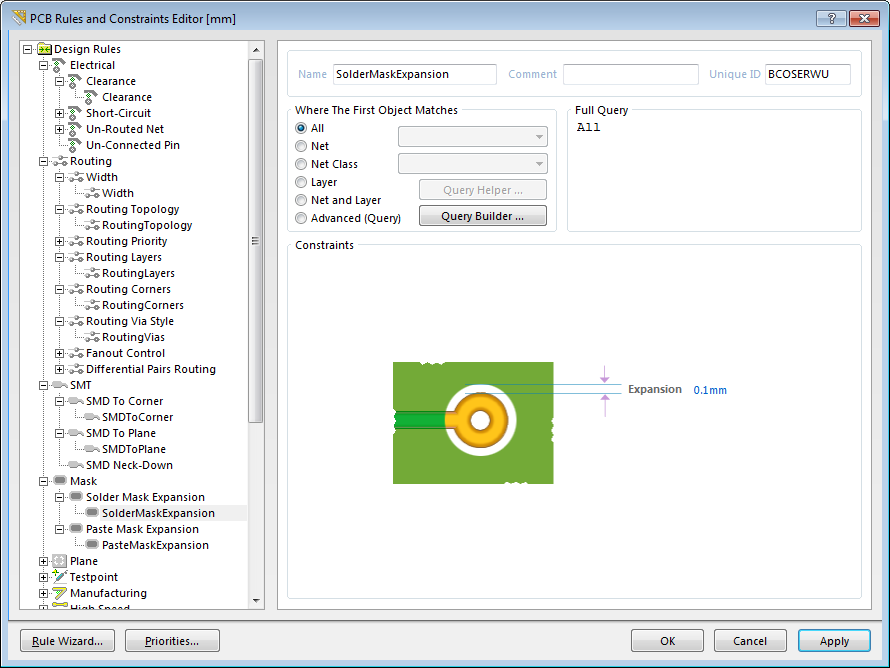 PCB Rules and Constraints Editor [mm]
Design Rules
Electrical
Clearance
Clearance
Short-Circuit
Un-Routed Net
Un-Connected Pin
Routing
Width
Width
Routing Topology
RoutingTopology
Routing Priority
Routing Layers
RoutingLayers
Routing Corners
RoutingCorners
Routing Via Style
RoutingVias
Fanout Control
Differential Pairs Routing
SMT
SMD To Corner
SMDToCorner
SMD To Plane
SMDToPlane
SMD Neck-Down
Mask
Solder Mask Expansion
SolderMaskExpansion
Paste Mask Expansion
PasteMaskExpansion
Plane
Testpoint
Manufacturing
High Speed
Name SolderMaskExpansion Comment Unique ID BCOSERWU
Where The First Object Matches
All
Net
Net Class
Layer
Net and Layer
Advanced (Query)
Query Helper ...
Query Builder ...
Full Query
All
Constraints
Expansion 0.1mm
Rule Wizard... Priorities... OK Cancel Apply